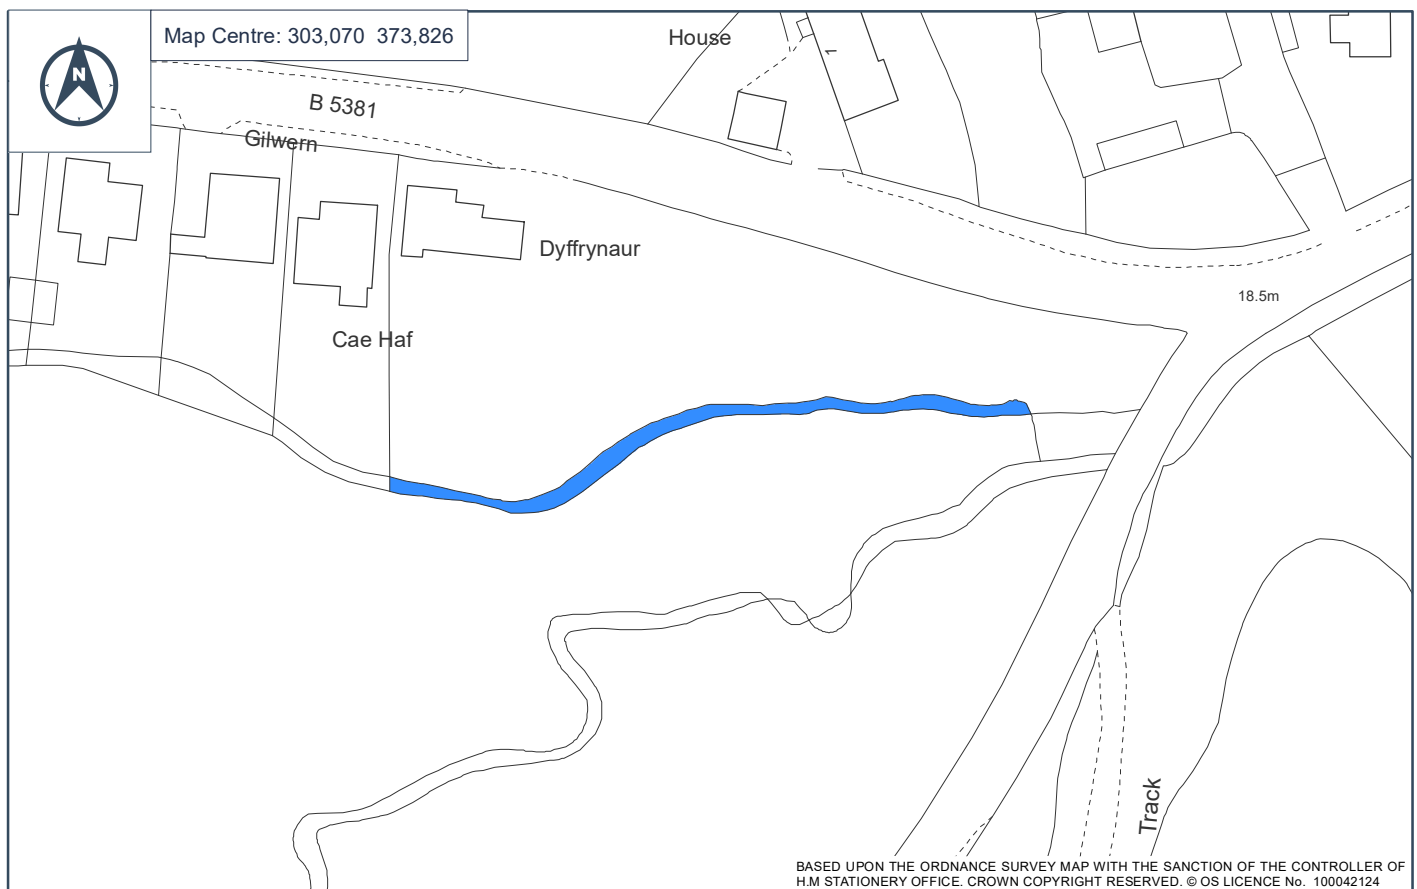 Map Centre: 303,070 373,826
N
House
1
B 5381
Gilwern
Dyffrynaur
18.5m
Cae Haf
Track
BASED UPON THE ORDNANCE SURVEY MAP WITH THE SANCTION OF THE CONTROLLER OF
H.M STATIONERY OFFICE. CROWN COPYRIGHT RESERVED. © OS LICENCE No. 100042124